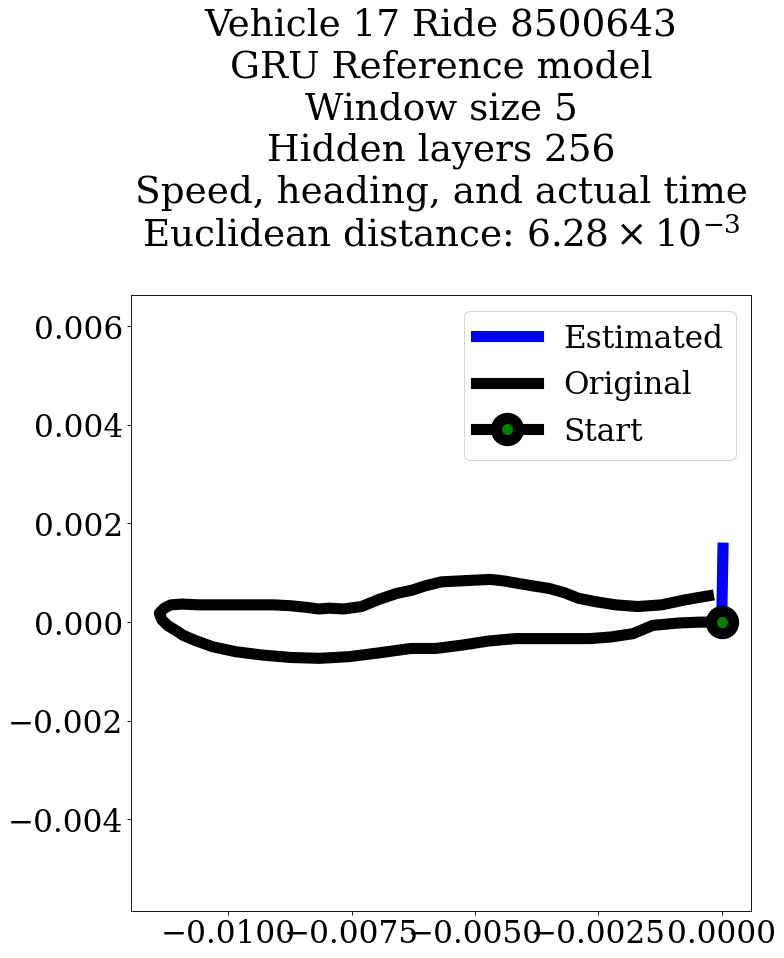 Vehicle 17 Ride 8500643
GRU Reference model
Window size 5
Hidden layers 256
Speed, heading, and actual time
Euclidean distance: 6.28 × 10⁻³
Estimated
Original
Start
0.006
0.004
0.002
0.000
−0.002
−0.004
−0.0100 −0.0075 −0.0050 −0.0025 0.0000